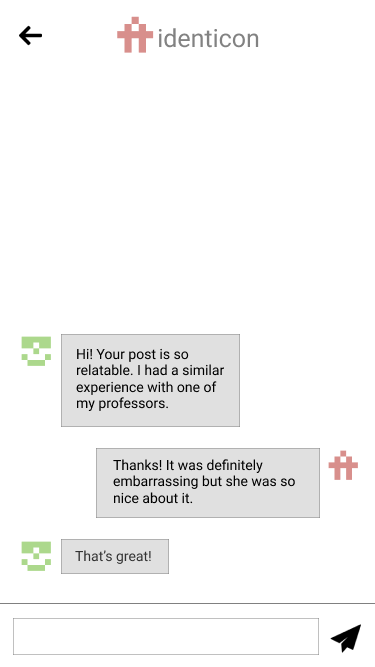 identicon
Hi! Your post is so
relatable. I had a similar
experience with one of
my professors.
Thanks! It was definitely
embarrassing but she was so
nice about it.
That's great!